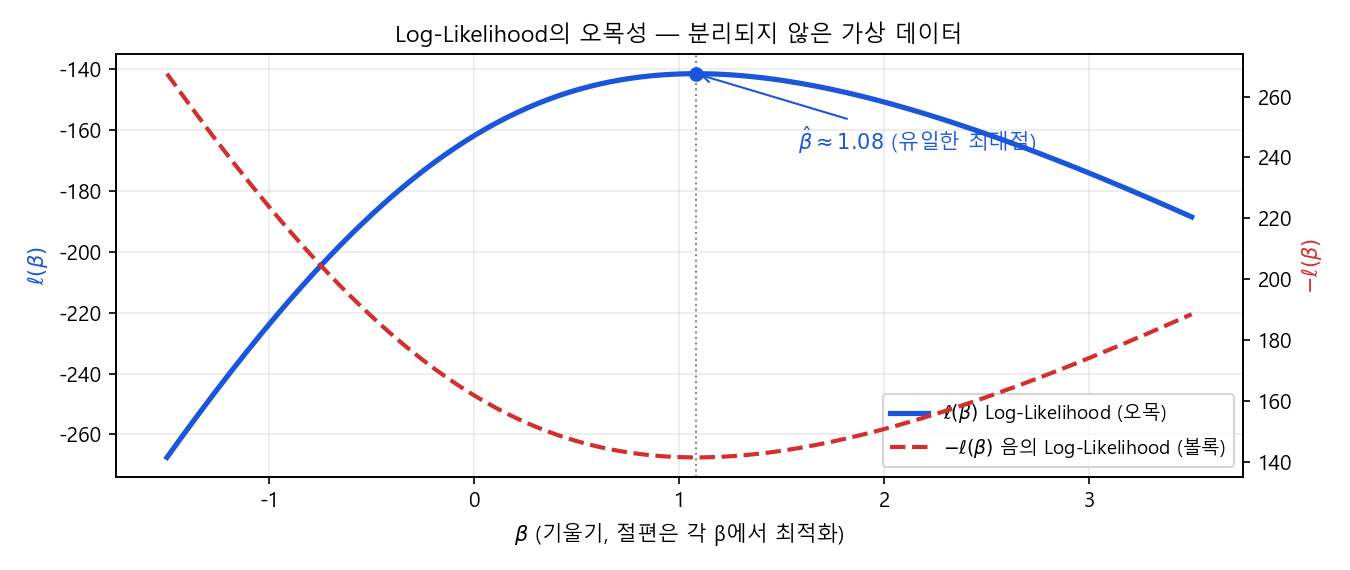 Log-Likelihood의 오목성 — 분리되지 않은 가상 데이터
ℓ(β)
-140
-160
-180
-200
-220
-240
-260
β̂ ≈ 1.08 (유일한 최대점)
260
240
220
200
180
160
140
−ℓ(β)
ℓ(β) Log-Likelihood (오목)
−ℓ(β) 음의 Log-Likelihood (볼록)
-1
0
1
2
3
β (기울기, 절편은 각 β에서 최적화)